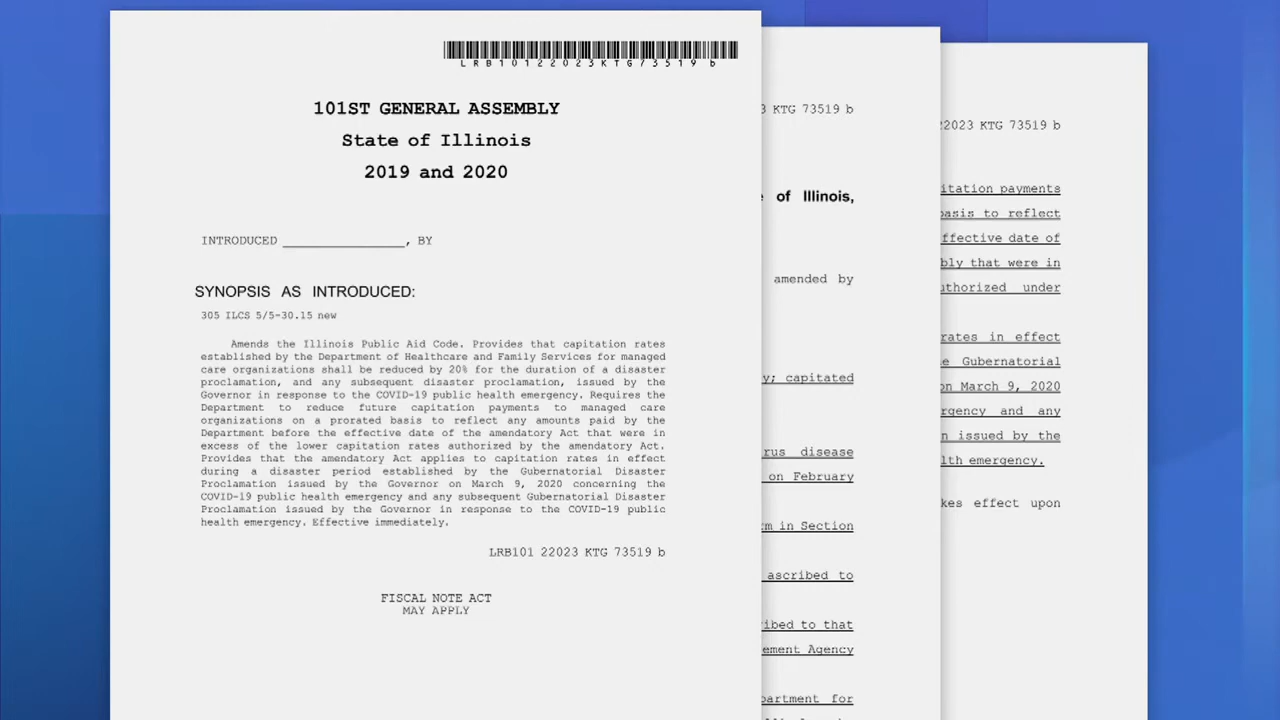 LRB10122023KTG73519 b
101ST GENERAL ASSEMBLY
State of Illinois
2019 and 2020
INTRODUCED ________________, BY
SYNOPSIS AS INTRODUCED:
305 ILCS 5/5-30.15 new
Amends the Illinois Public Aid Code. Provides that capitation rates
established by the Department of Healthcare and Family Services for managed
care organizations shall be reduced by 20% for the duration of a disaster
proclamation, and any subsequent disaster proclamation, issued by the
Governor in response to the COVID-19 public health emergency. Requires the
Department to reduce future capitation payments to managed care
organizations on a prorated basis to reflect any amounts paid by the
Department before the effective date of the amendatory Act that were in
excess of the lower capitation rates authorized by the amendatory Act.
Provides that the amendatory Act applies to capitation rates in effect
during a disaster period established by the Gubernatorial Disaster
Proclamation issued by the Governor on March 9, 2020 concerning the
COVID-19 public health emergency and any subsequent Gubernatorial Disaster
Proclamation issued by the Governor in response to the COVID-19 public
health emergency. Effective immediately.
LRB101 22023 KTG 73519 b
FISCAL NOTE ACT
MAY APPLY
3 KTG 73519 b
of Illinois,
amended by
y; capitated
rus disease
on February
rm in Section
ascribed to
ibed to that
ement Agency
partment for
22023 KTG 73519 b
itation payments
basis to reflect
ffective date of
bly that were in
uthorized under
rates in effect
e Gubernatorial
on March 9, 2020
rgency and any
n issued by the
lth emergency.
kes effect upon